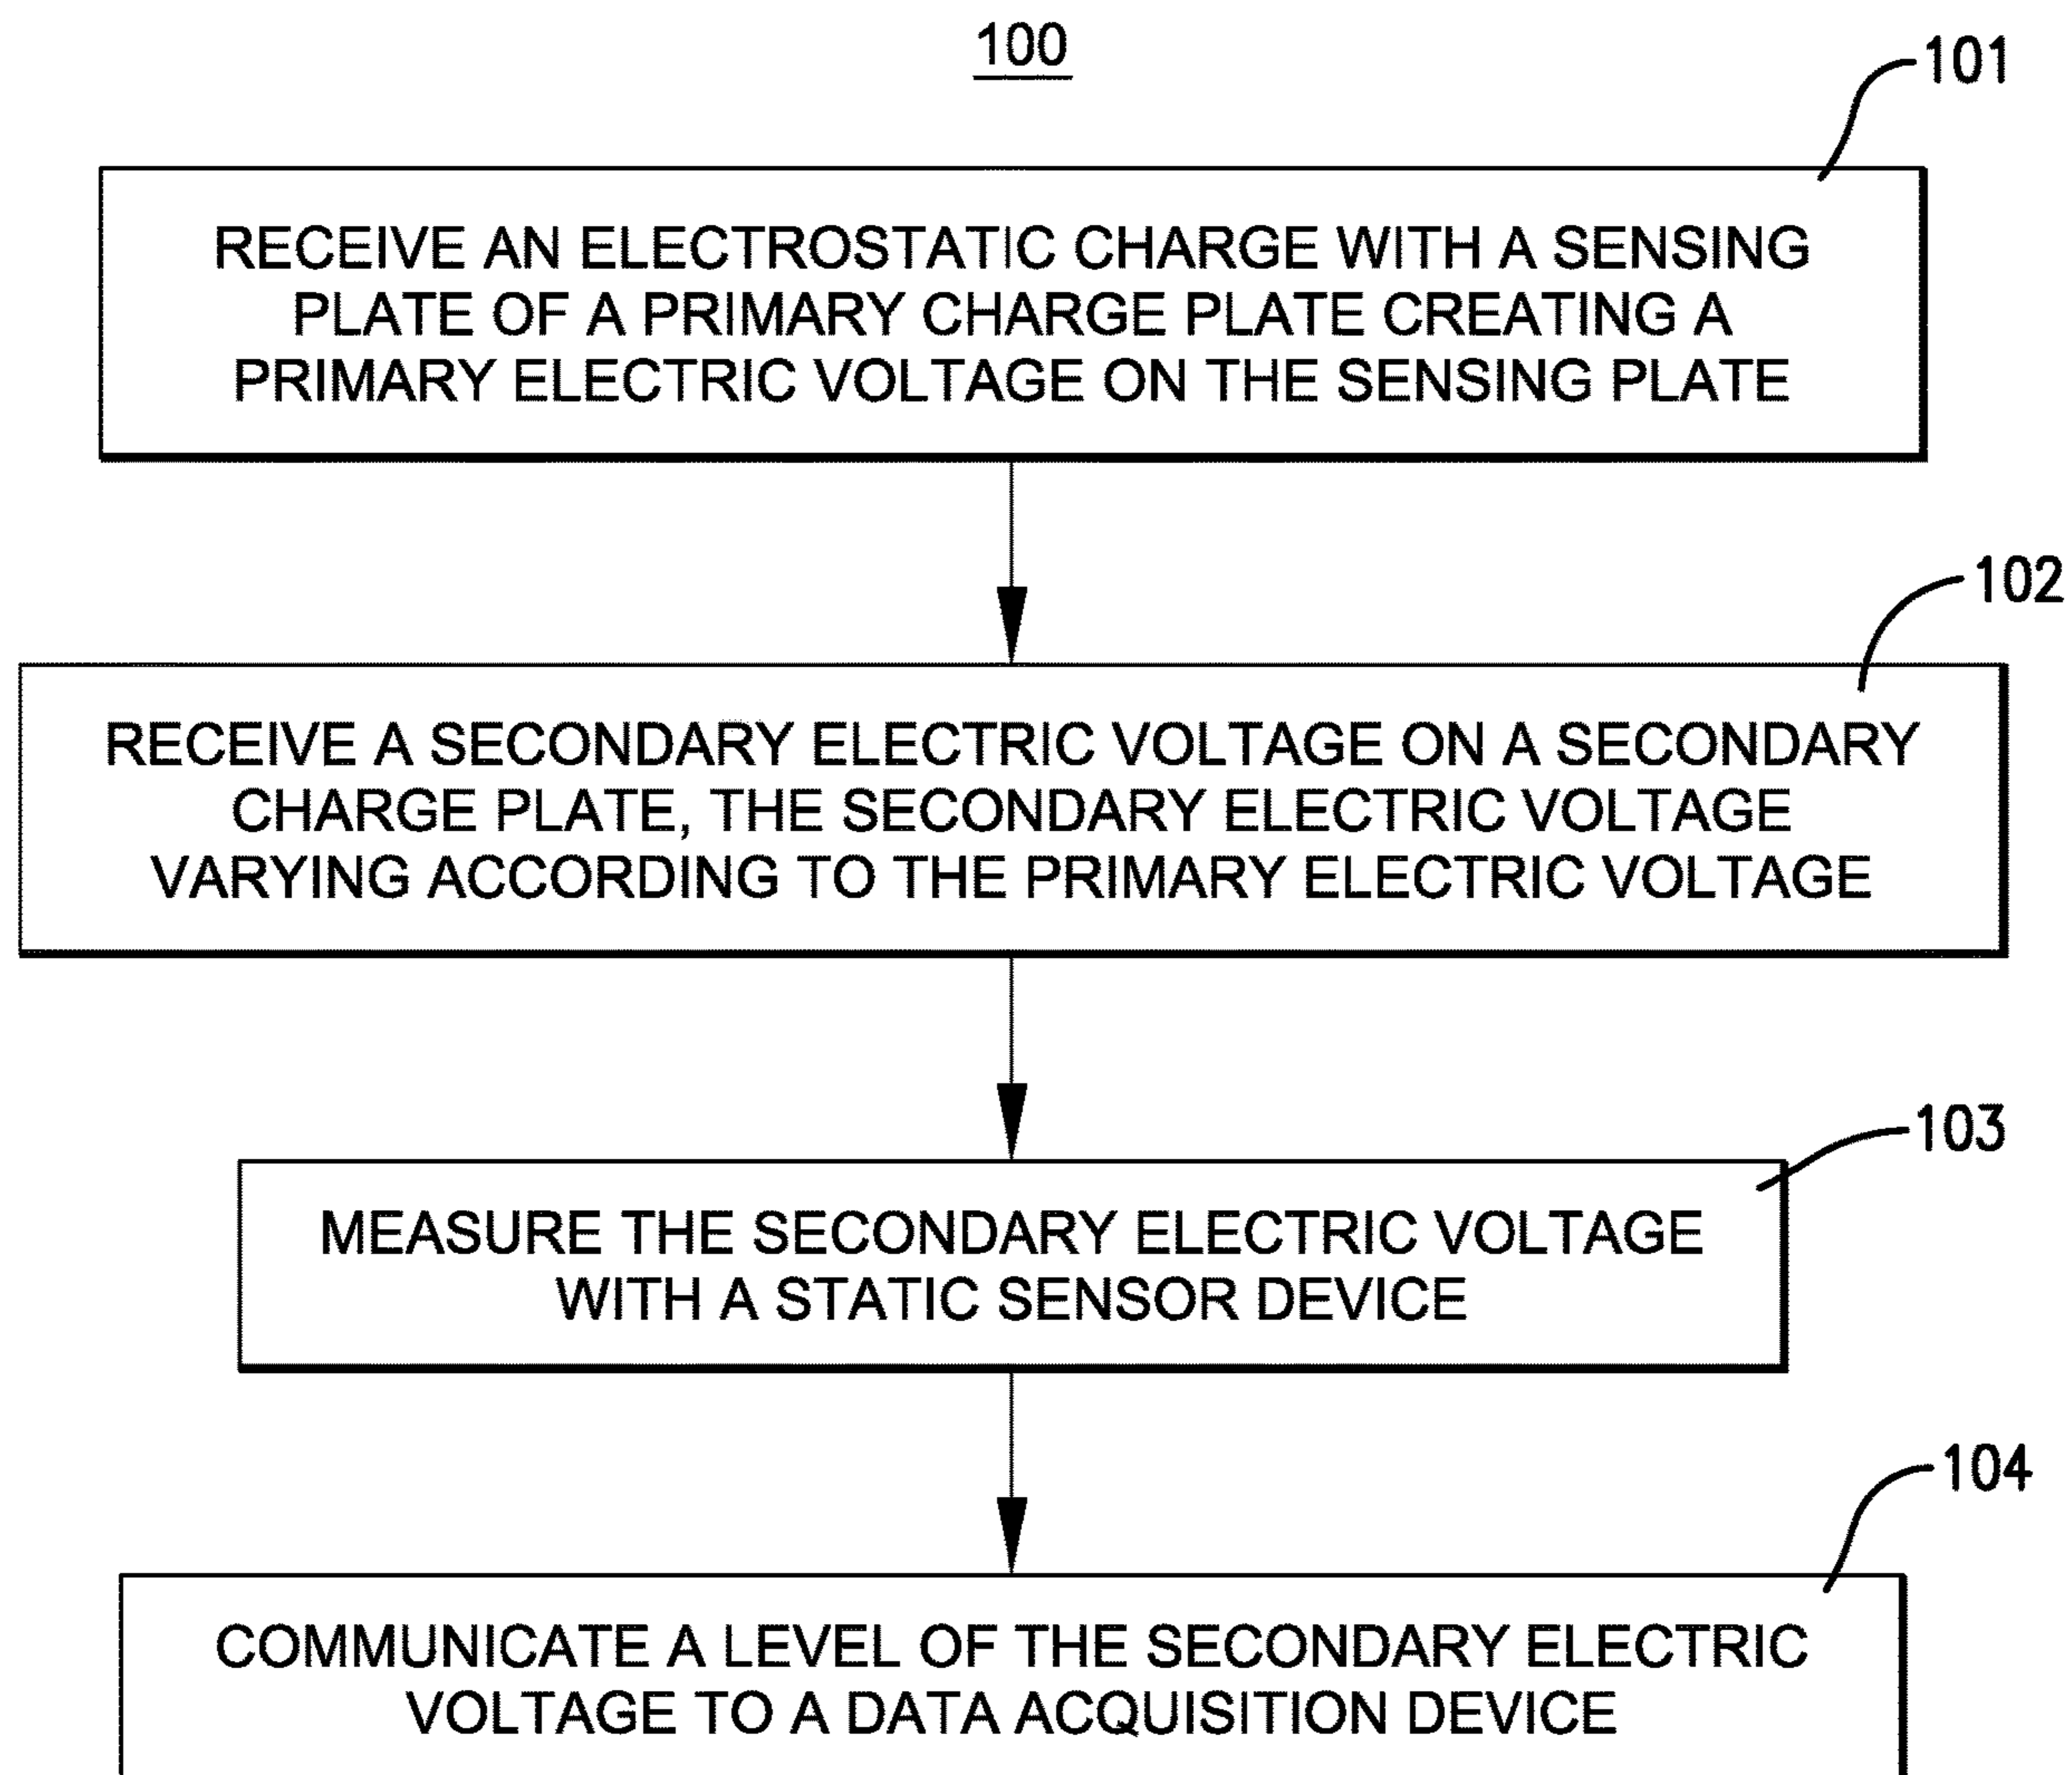 100
101
RECEIVE AN ELECTROSTATIC CHARGE WITH A SENSING
PLATE OF A PRIMARY CHARGE PLATE CREATING A
PRIMARY ELECTRIC VOLTAGE ON THE SENSING PLATE
102
RECEIVE A SECONDARY ELECTRIC VOLTAGE ON A SECONDARY
CHARGE PLATE, THE SECONDARY ELECTRIC VOLTAGE
VARYING ACCORDING TO THE PRIMARY ELECTRIC VOLTAGE
103
MEASURE THE SECONDARY ELECTRIC VOLTAGE
WITH A STATIC SENSOR DEVICE
104
COMMUNICATE A LEVEL OF THE SECONDARY ELECTRIC
VOLTAGE TO A DATA ACQUISITION DEVICE